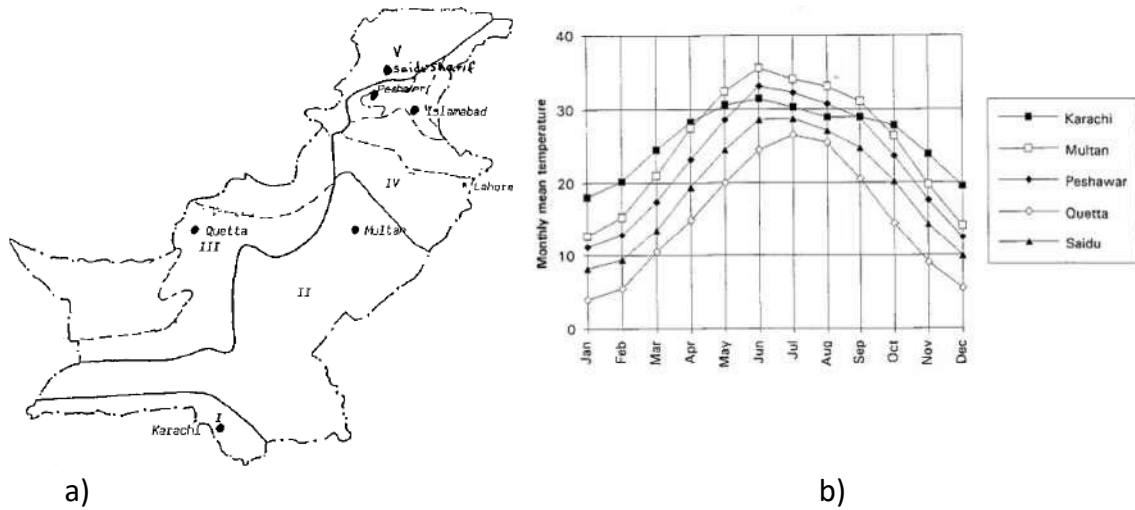 V
Saidu Sharif
Peshawar
Islamabad
IV
Lahore
Quetta
III
Multan
II
I
Karachi
a)
Monthly mean temperature
40
30
20
10
0
Jan
Feb
Mar
Apr
May
Jun
Jul
Aug
Sep
Oct
Nov
Dec
Karachi
Multan
Peshawar
Quetta
Saidu
b)